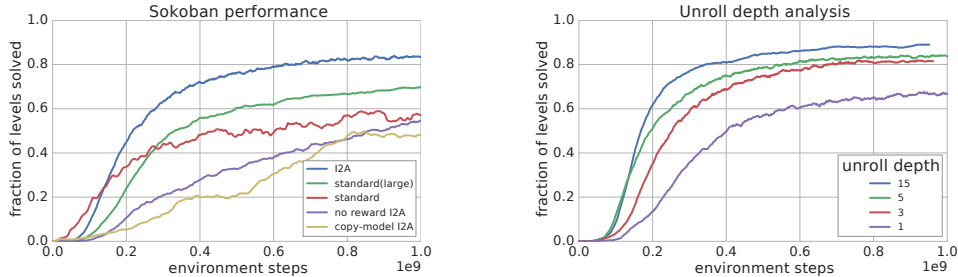 Sokoban performance
fraction of levels solved
1.0
0.8
0.6
0.4
0.2
0.0
0.0 0.2 0.4 0.6 0.8 1.0
1e9
environment steps
I2A
standard(large)
standard
no reward I2A
copy-model I2A
Unroll depth analysis
fraction of levels solved
1.0
0.8
0.6
0.4
0.2
0.0
0.0 0.2 0.4 0.6 0.8 1.0
1e9
environment steps
unroll depth
15
5
3
1